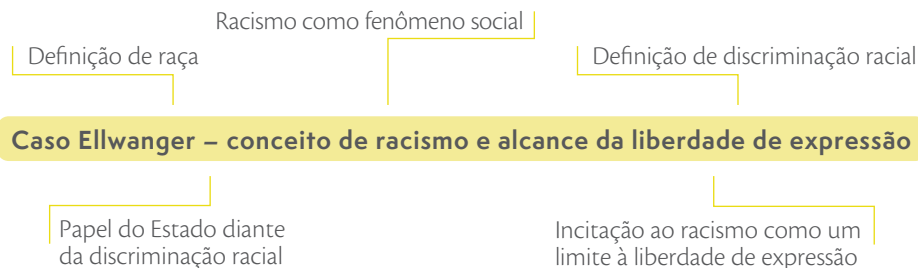 Racismo como fenômeno social
Definição de raça
Definição de discriminação racial
Caso Ellwanger – conceito de racismo e alcance da liberdade de expressão
Papel do Estado diante
da discriminação racial
Incitação ao racismo como um
limite à liberdade de expressão